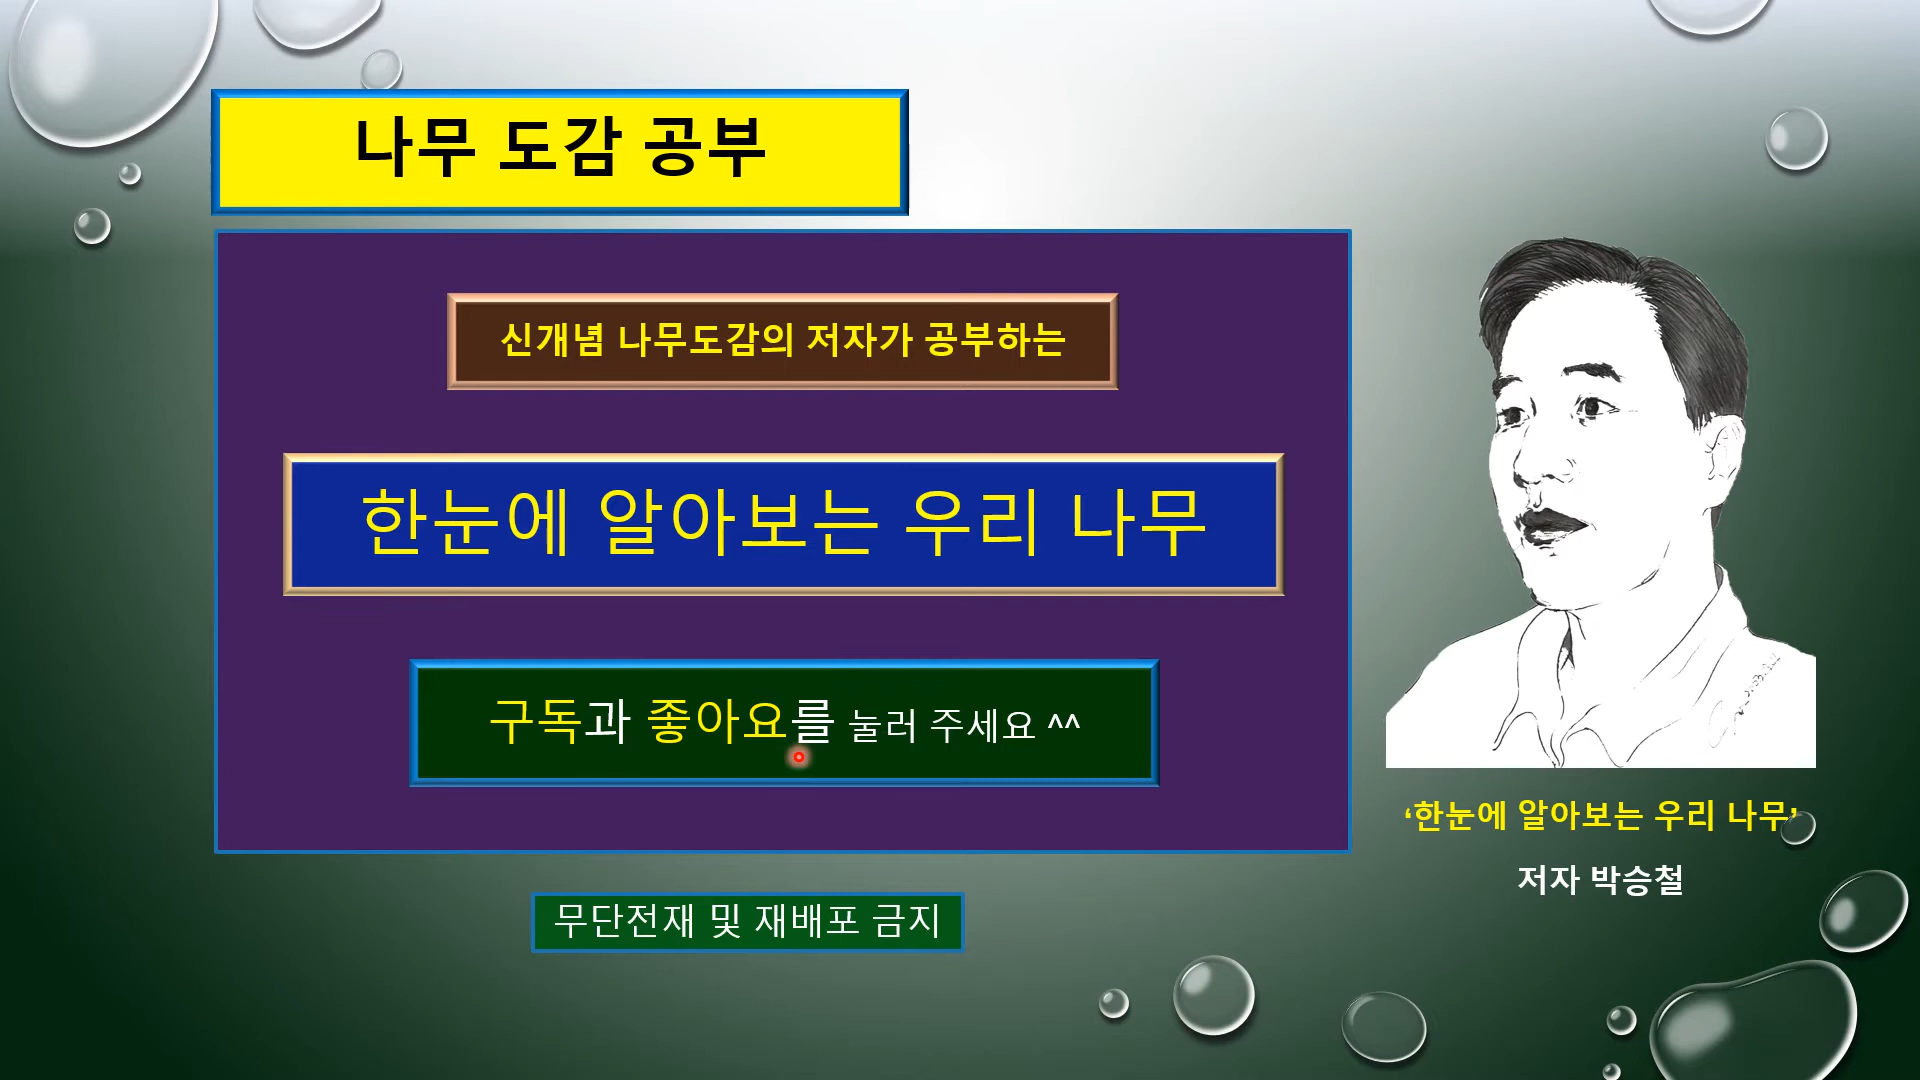 나무 도감 공부
신개념 나무도감의 저자가 공부하는
한눈에 알아보는 우리 나무
구독과 좋아요를 눌러 주세요 ^^
‘한눈에 알아보는 우리 나무’
저자 박승철
무단전재 및 재배포 금지